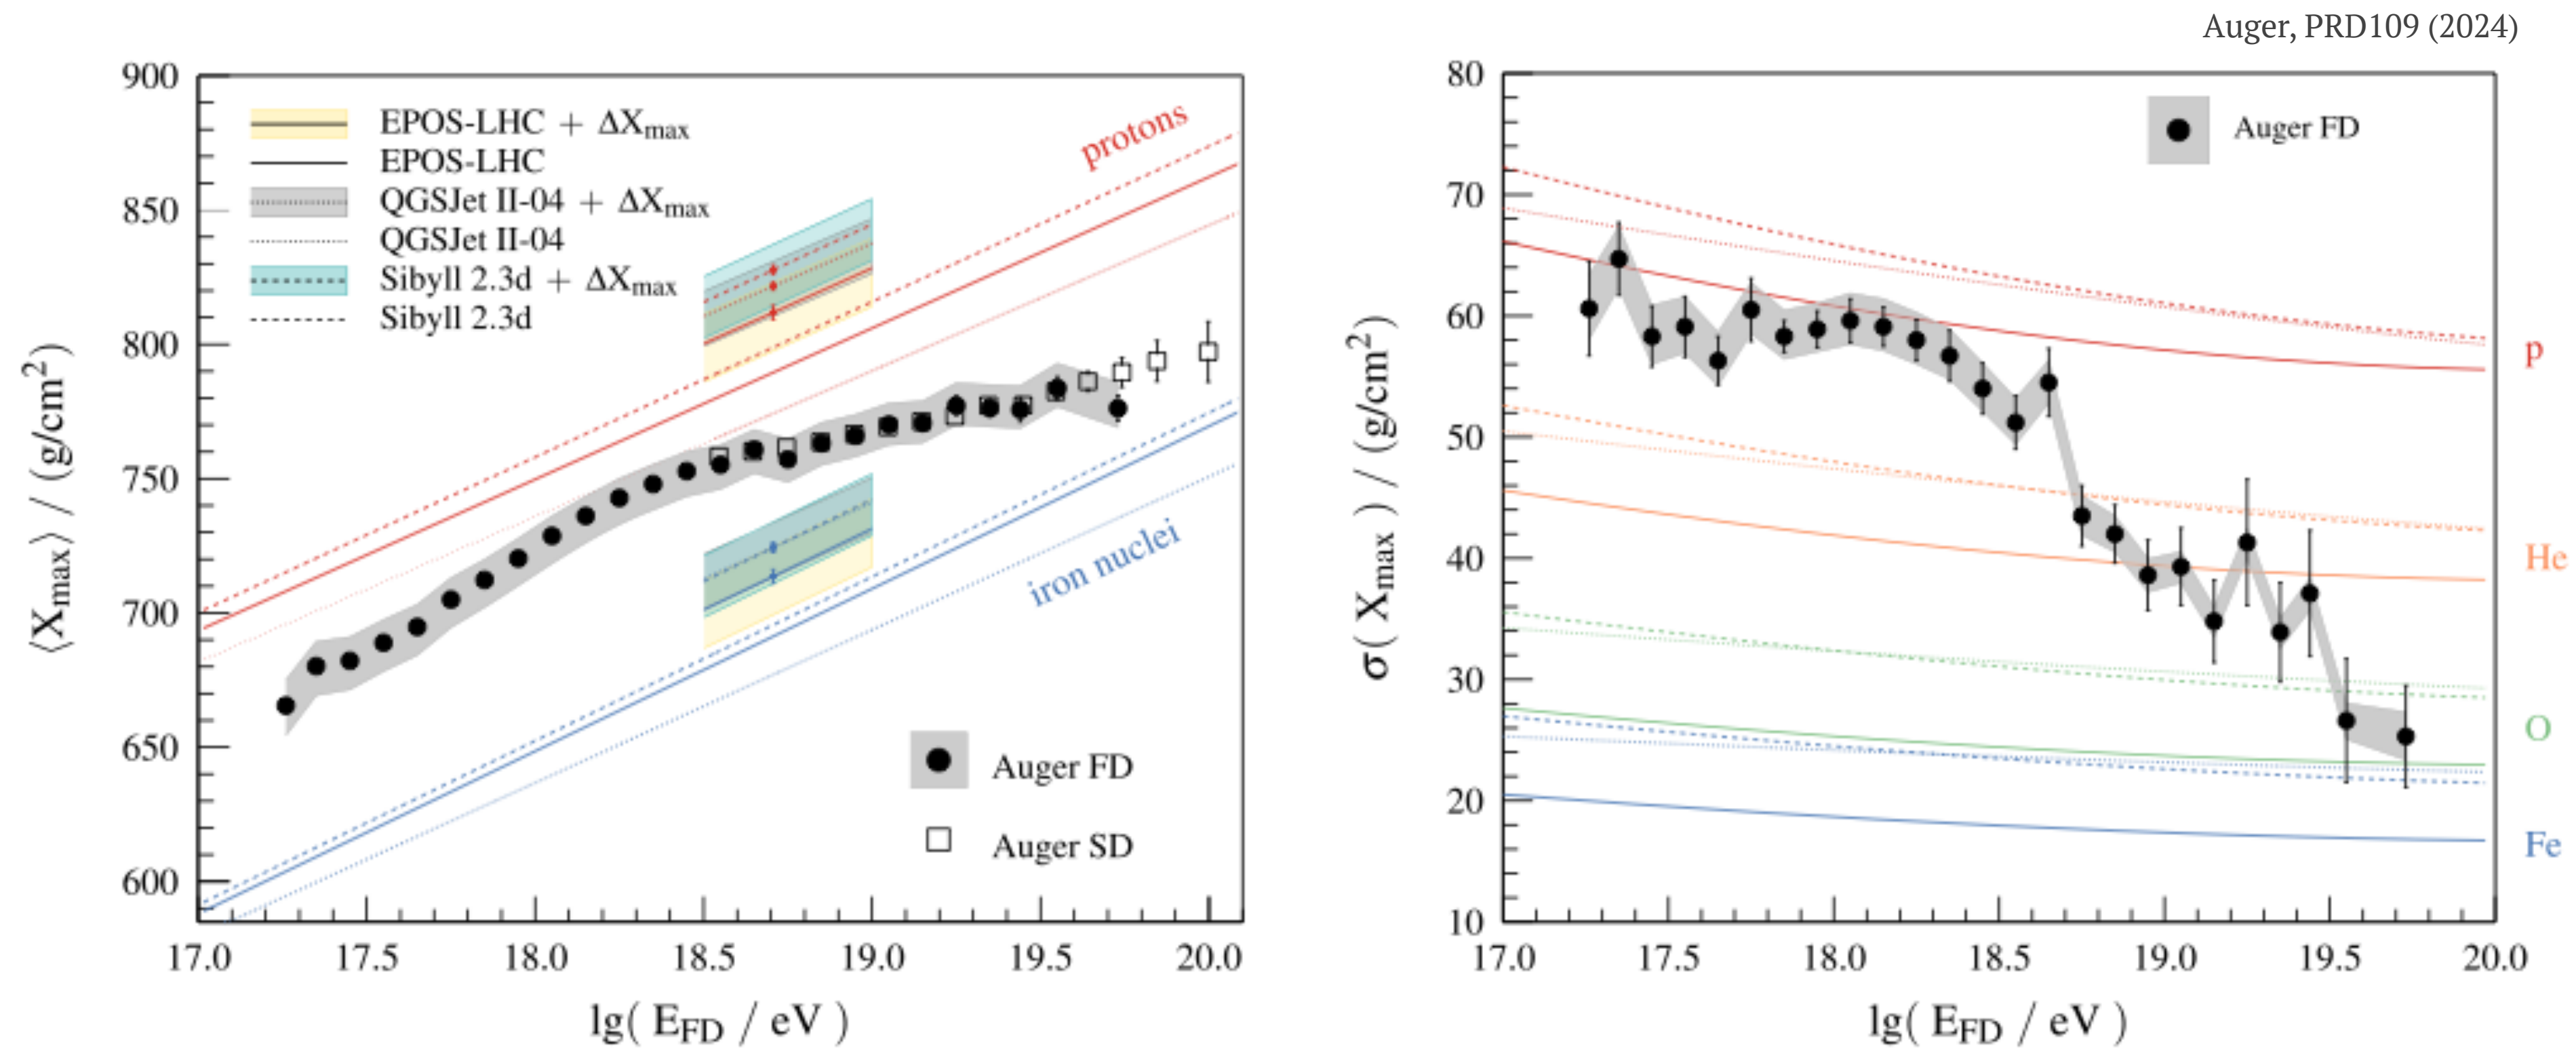 Auger, PRD109 (2024)
900
850
800
750
700
650
600
⟨Xmax⟩ / (g/cm²)
EPOS-LHC + ΔXmax
EPOS-LHC
QGSJet II-04 + ΔXmax
QGSJet II-04
Sibyll 2.3d + ΔXmax
Sibyll 2.3d
protons
iron nuclei
Auger FD
Auger SD
17.0 17.5 18.0 18.5 19.0 19.5 20.0
lg( EFD / eV )
80
70
60
50
40
30
20
10
σ( Xmax ) / (g/cm²)
Auger FD
p
He
O
Fe
17.0 17.5 18.0 18.5 19.0 19.5 20.0
lg( EFD / eV )